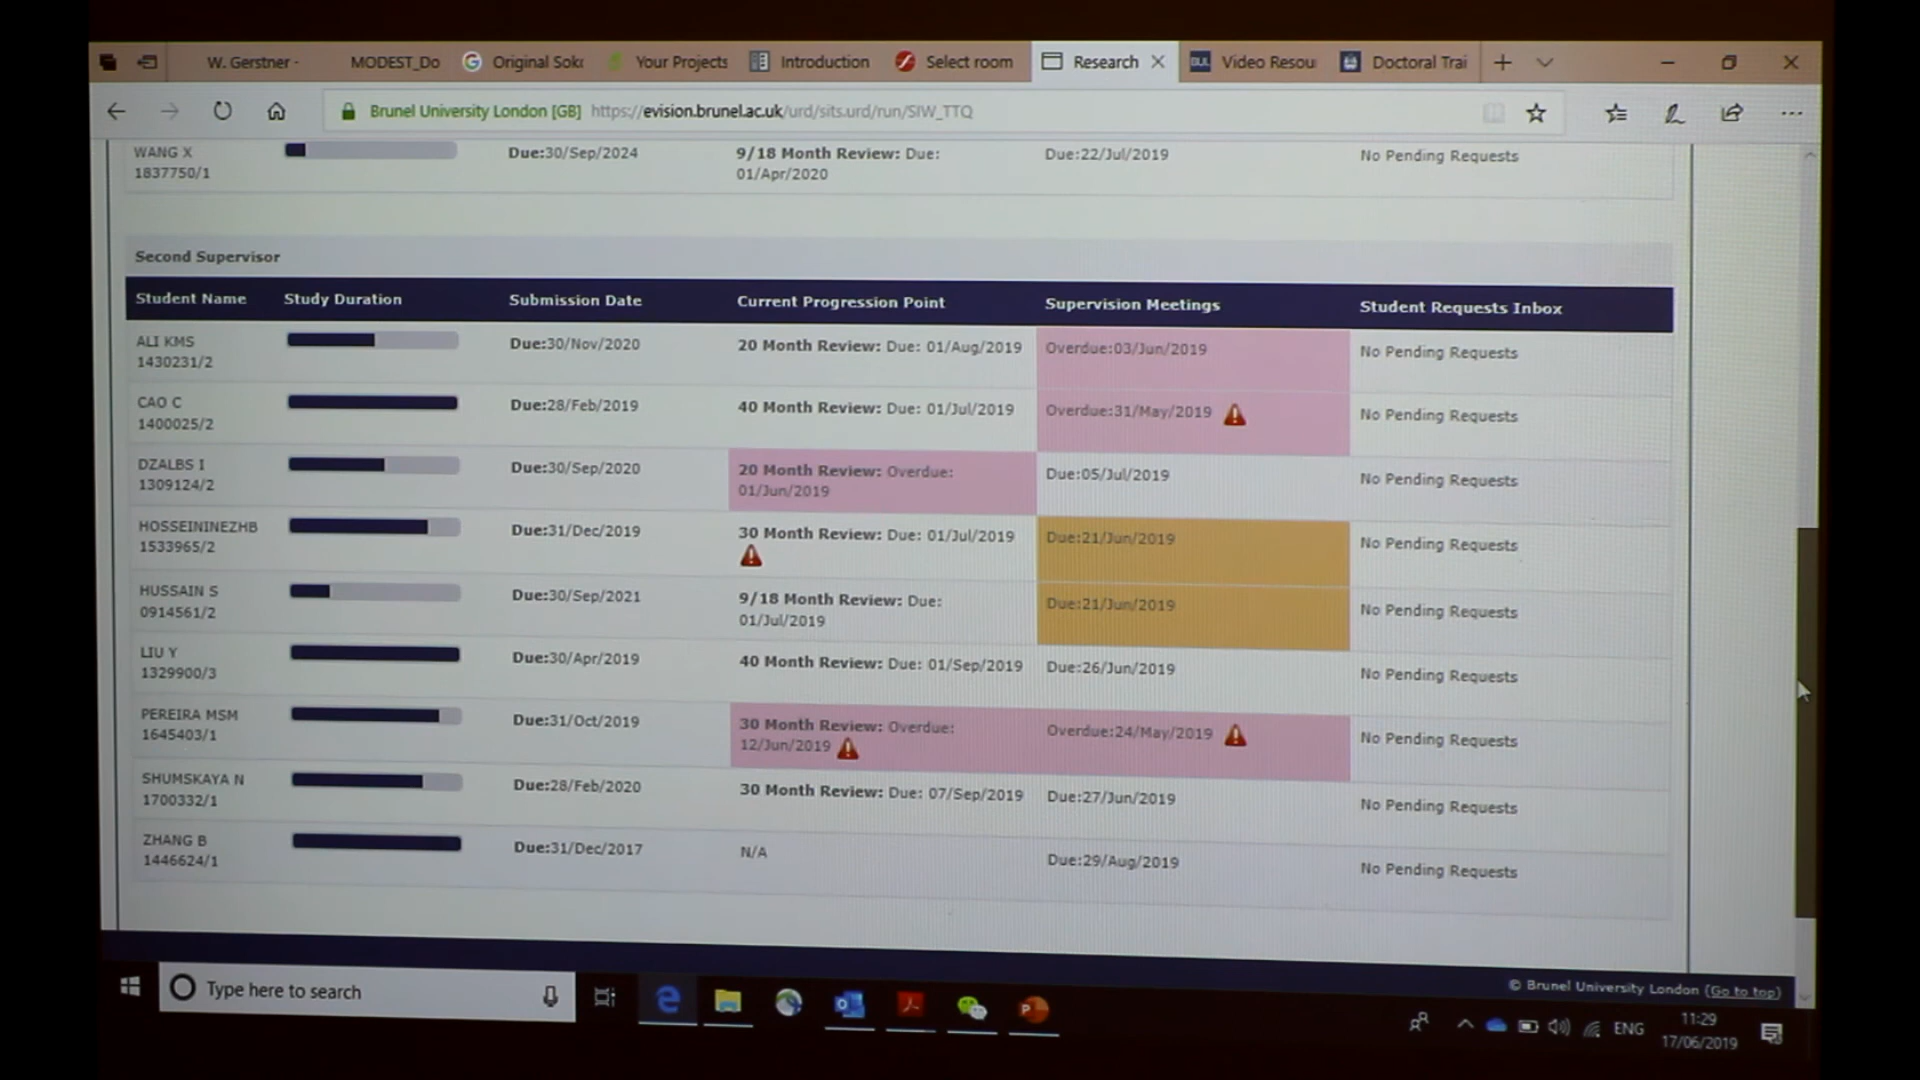 W. Gerstner - MODEST_Do Original Sok Your Projects Introduction Select room Research Video Resou Doctoral Trai
Brunel University London [GB] https://evision.brunel.ac.uk/urd/sits.urd/run/SIW_TTQ
WANG X Due:30/Sep/2024 9/18 Month Review: Due: Due:22/Jul/2019 No Pending Requests
1837750/1 01/Apr/2020
Second Supervisor
Student Name Study Duration Submission Date Current Progression Point Supervision Meetings Student Requests Inbox
ALI KMS Due:30/Nov/2020 20 Month Review: Due: 01/Aug/2019 Overdue:03/Jun/2019 No Pending Requests
1430231/2
CAO C Due:28/Feb/2019 40 Month Review: Due: 01/Jul/2019 Overdue:31/May/2019 No Pending Requests
1400025/2
DZALBS I Due:30/Sep/2020 20 Month Review: Overdue: Due:05/Jul/2019 No Pending Requests
1309124/2 01/Jun/2019
HOSSEININEZHB Due:31/Dec/2019 30 Month Review: Due: 01/Jul/2019 Due:21/Jun/2019 No Pending Requests
1533965/2
HUSSAIN S Due:30/Sep/2021 9/18 Month Review: Due: Due:21/Jun/2019 No Pending Requests
0914561/2 01/Jul/2019
LIU Y Due:30/Apr/2019 40 Month Review: Due: 01/Sep/2019 Due:26/Jun/2019 No Pending Requests
1329900/3
PEREIRA MSM Due:31/Oct/2019 30 Month Review: Overdue: Overdue:24/May/2019 No Pending Requests
1645403/1 12/Jun/2019
SHUMSKAYA N Due:28/Feb/2020 30 Month Review: Due: 07/Sep/2019 Due:27/Jun/2019 No Pending Requests
1700332/1
ZHANG B Due:31/Dec/2017 N/A Due:29/Aug/2019 No Pending Requests
1446624/1
© Brunel University London (Go to top)
Type here to search ENG 11:29
17/06/2019